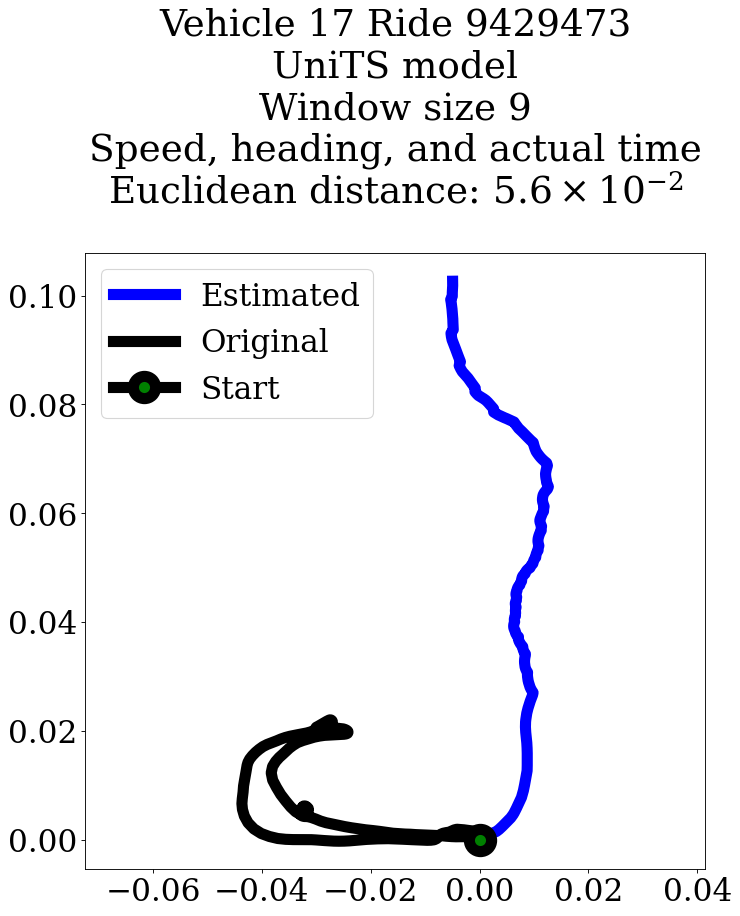 Vehicle 17 Ride 9429473
UniTS model
Window size 9
Speed, heading, and actual time
Euclidean distance: 5.6 × 10⁻²
Estimated
Original
Start
0.10
0.08
0.06
0.04
0.02
0.00
−0.06 −0.04 −0.02 0.00 0.02 0.04